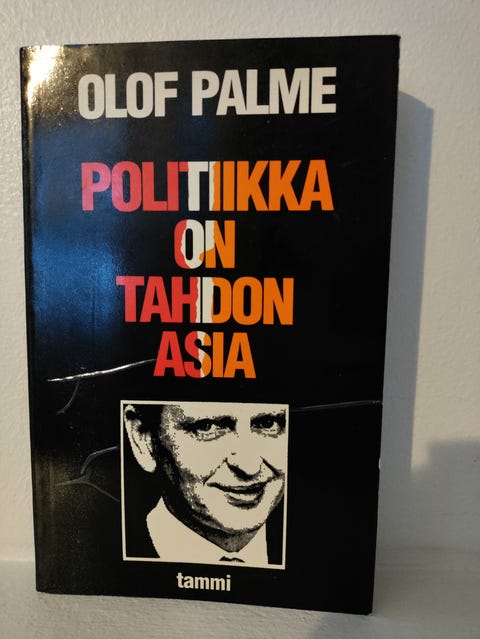 OLOF PALME
POLITIIKKA
ON
TAHDON
ASIA
tammi